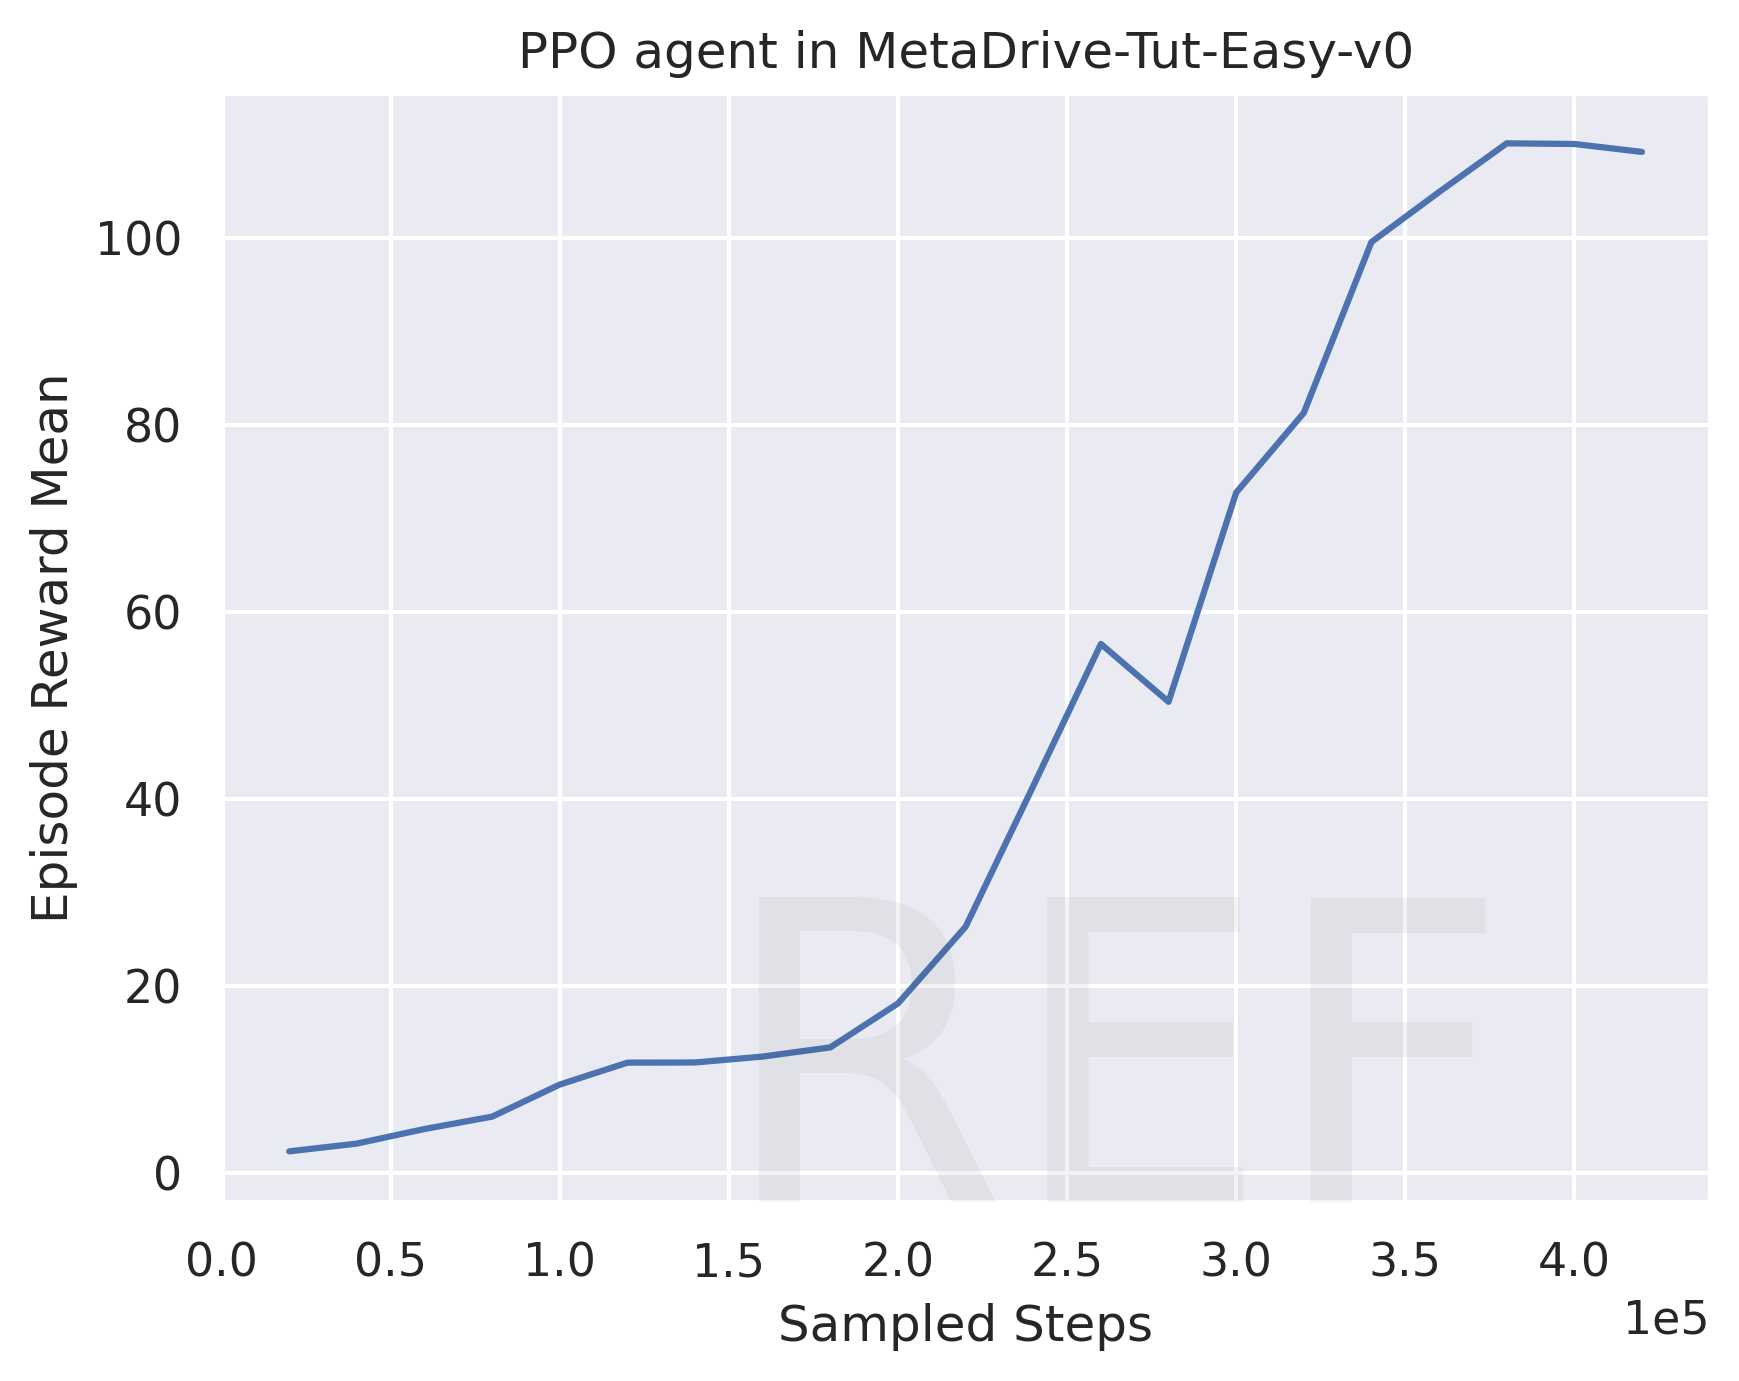 PPO agent in MetaDrive-Tut-Easy-v0
Episode Reward Mean
100
80
60
40
20
0
REF
0.0 0.5 1.0 1.5 2.0 2.5 3.0 3.5 4.0
1e5
Sampled Steps